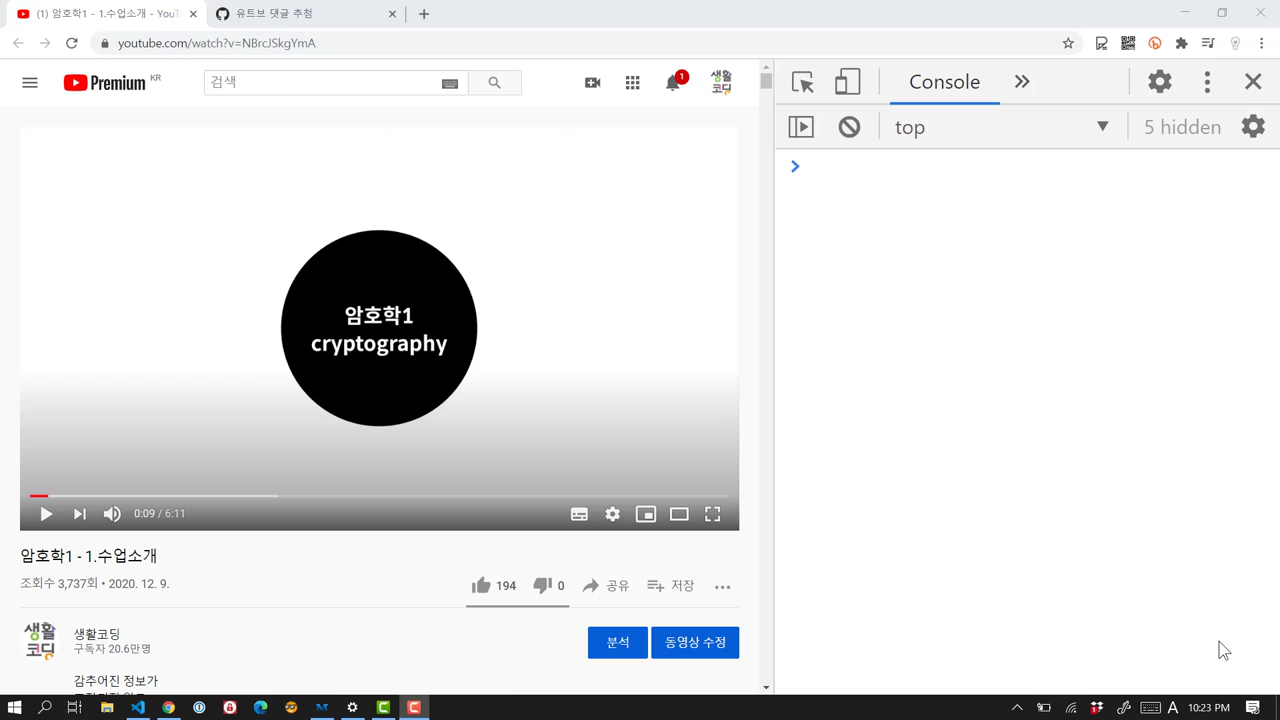 (1) 암호학1 - 1.수업소개 - YouT
유트브 댓글 추첨
youtube.com/watch?v=NBrcJSkgYmA
Premium KR
검색
1
생활
코딩
Console
top
5 hidden
암호학1
cryptography
0:09 / 6:11
암호학1 - 1.수업소개
조회수 3,737회 • 2020. 12. 9.
194
0
공유
저장
생활
코딩
생활코딩
구독자 20.6만명
분석
동영상 수정
감추어진 정보가
A
10:23 PM